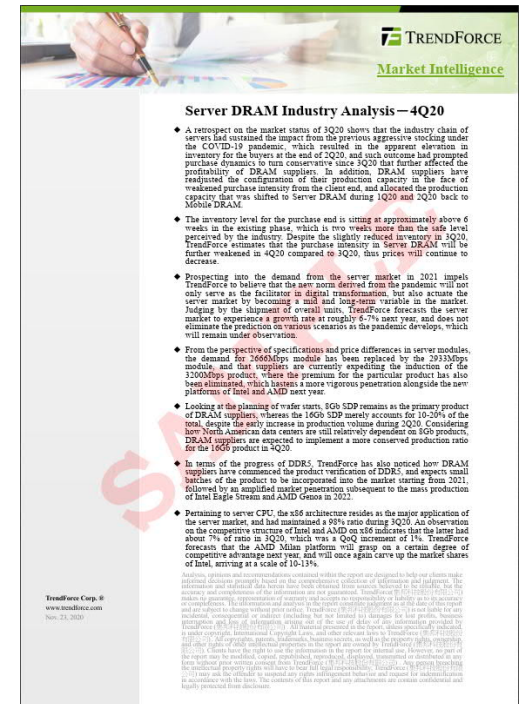 TRENDFORCE
Market Intelligence
Server DRAM Industry Analysis－4Q20
◆ A retrospect on the market status of 3Q20 shows that the industry chain of
servers had sustained the impact from the previous aggressive stocking under
the COVID-19 pandemic, which resulted in the apparent elevation in
inventory for the buyers at the end of 2Q20, and such outcome had prompted
purchase dynamics to turn conservative since 3Q20 that further affected the
profitability of DRAM suppliers. In addition, DRAM suppliers have
readjusted the configuration of their production capacity in the face of
weakened purchase intensity from the client end, and allocated the production
capacity that was shifted to Server DRAM during 1Q20 and 2Q20 back to
Mobile DRAM.
◆ The inventory level for the purchase end is sitting at approximately above 6
weeks in the existing phase, which is two weeks more than the safe level
perceived by the industry. Despite the slightly reduced inventory in 3Q20,
TrendForce estimates that the purchase intensity in Server DRAM will be
further weakened in 4Q20 compared to 3Q20, thus prices will continue to
decrease.
◆ Prospecting into the demand from the server market in 2021 impels
TrendForce to believe that the new norm derived from the pandemic will not
only serve as the facilitator in digital transformation, but also actuate the
server market by becoming a mid and long-term variable in the market.
Judging by the shipment of overall units, TrendForce forecasts the server
market to experience a growth rate at roughly 6-7% next year, and does not
eliminate the prediction on various scenarios as the pandemic develops, which
will remain under observation.
◆ From the perspective of specifications and price differences in server modules,
the demand for 2666Mbps module has been replaced by the 2933Mbps
module, and that suppliers are currently expediting the induction of the
3200Mbps product, where the premium for the particular product has also
been eliminated, which hastens a more vigorous penetration alongside the new
platforms of Intel and AMD next year.
◆ Looking at the planning of wafer starts, 8Gb SDP remains as the primary product
of DRAM suppliers, whereas the 16Gb SDP merely accounts for 10-20% of the
total, despite the early increase in production volume during 2Q20. Considering
how North American data centers are still relatively dependent on 8Gb products,
DRAM suppliers are expected to implement a more conserved production ratio
for the 16Gb product in 4Q20.
◆ In terms of the progress of DDR5, TrendForce has also noticed how DRAM
suppliers have commenced the product verification of DDR5, and expects small
batches of the product to be incorporated into the market starting from 2021,
followed by an amplified market penetration subsequent to the mass production
of Intel Eagle Stream and AMD Genoa in 2022.
◆ Pertaining to server CPU, the x86 architecture resides as the major application of
the server market, and had maintained a 98% ratio during 3Q20. An observation
on the competitive structure of Intel and AMD on x86 indicates that the latter had
about 7% of ratio in 3Q20, which was a QoQ increment of 1%. TrendForce
forecasts that the AMD Milan platform will grasp on a certain degree of
competitive advantage next year, and will once again carve up the market shares
of Intel, arriving at a scale of 10-13%.
SAMPLE
TrendForce Corp. ®
www.trendforce.com
Nov. 23, 2020